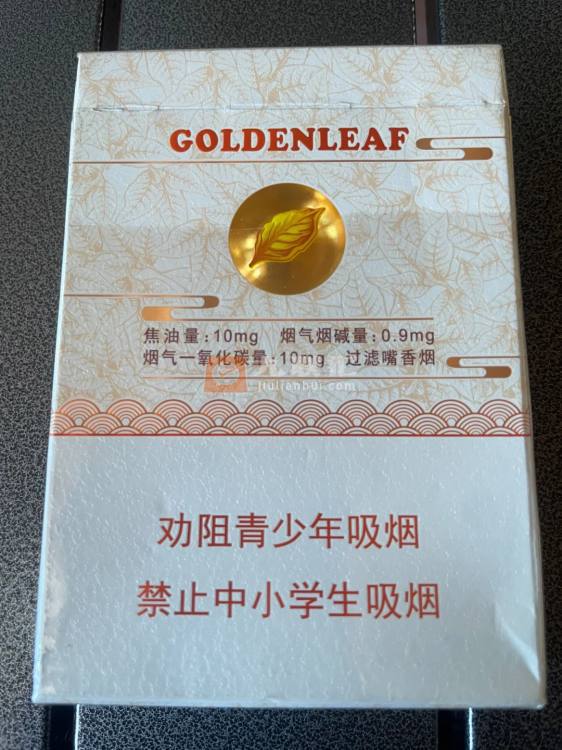 GOLDENLEAF
焦油量:10mg 烟气烟碱量:0.9mg
烟气一氧化碳量:10mg 过滤嘴香烟
jiulianhui.com
劝阻青少年吸烟
禁止中小学生吸烟